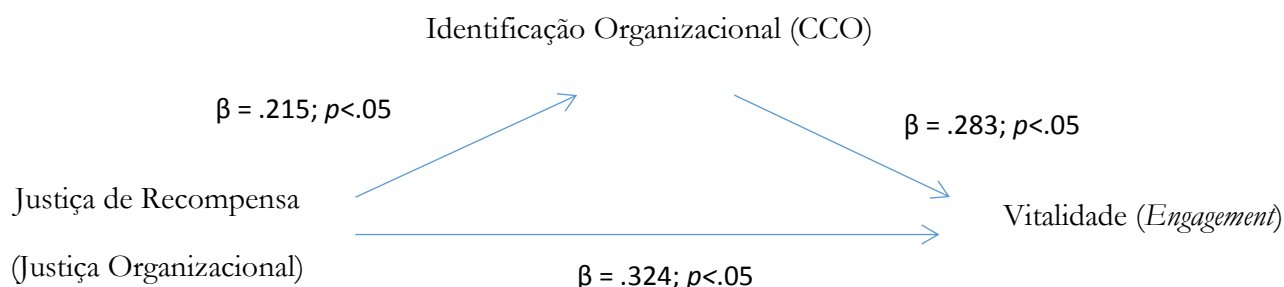 Identificação Organizacional (CCO)
β = .215; p<.05
β = .283; p<.05
Justiça de Recompensa
(Justiça Organizacional)
Vitalidade (Engagement)
β = .324; p<.05